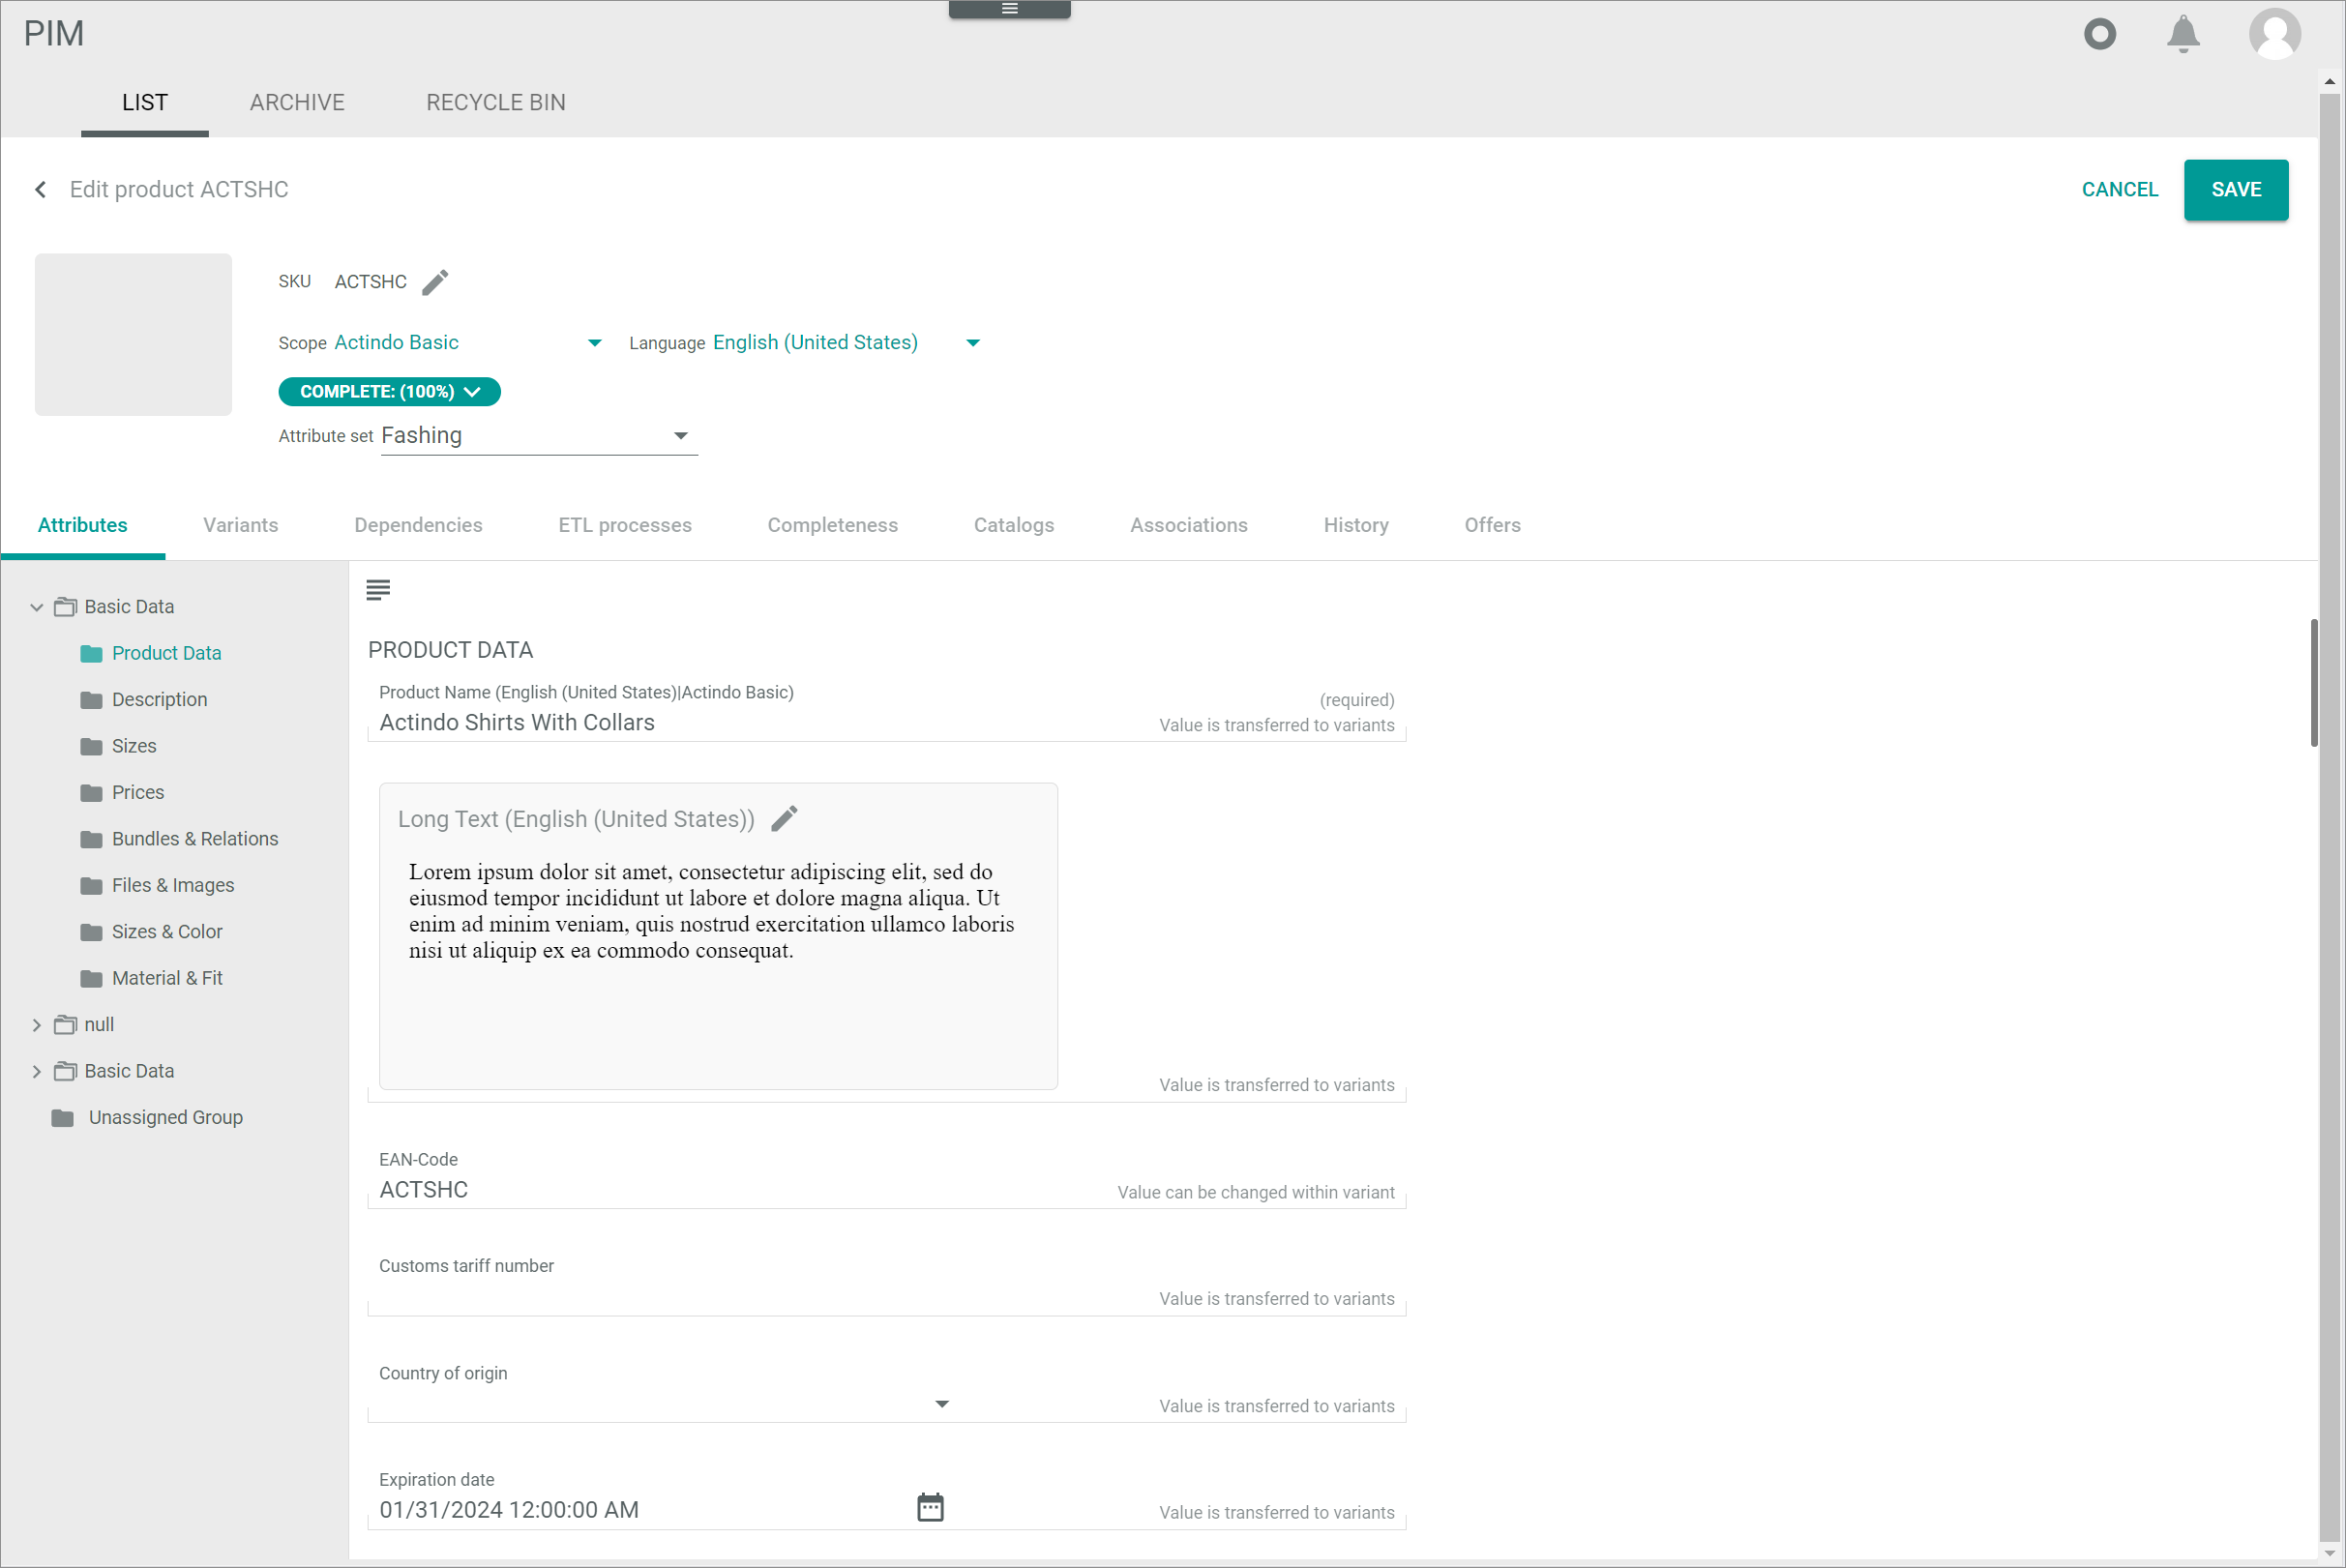 PIM
LIST ARCHIVE RECYCLE BIN
Edit product ACTSHC
CANCEL SAVE
SKU ACTSHC
Scope Actindo Basic Language English (United States)
COMPLETE: (100%)
Attribute set Fashing
Attributes Variants Dependencies ETL processes Completeness Catalogs Associations History Offers
Basic Data
Product Data
Description
Sizes
Prices
Bundles & Relations
Files & Images
Sizes & Color
Material & Fit
null
Basic Data
Unassigned Group
PRODUCT DATA
Product Name (English (United States)|Actindo Basic)
(required)
Actindo Shirts With Collars
Value is transferred to variants
Long Text (English (United States))
Lorem ipsum dolor sit amet, consectetur adipiscing elit, sed do
eiusmod tempor incididunt ut labore et dolore magna aliqua. Ut
enim ad minim veniam, quis nostrud exercitation ullamco laboris
nisi ut aliquip ex ea commodo consequat.
Value is transferred to variants
EAN-Code
ACTSHC
Value can be changed within variant
Customs tariff number
Value is transferred to variants
Country of origin
Value is transferred to variants
Expiration date
01/31/2024 12:00:00 AM
Value is transferred to variants